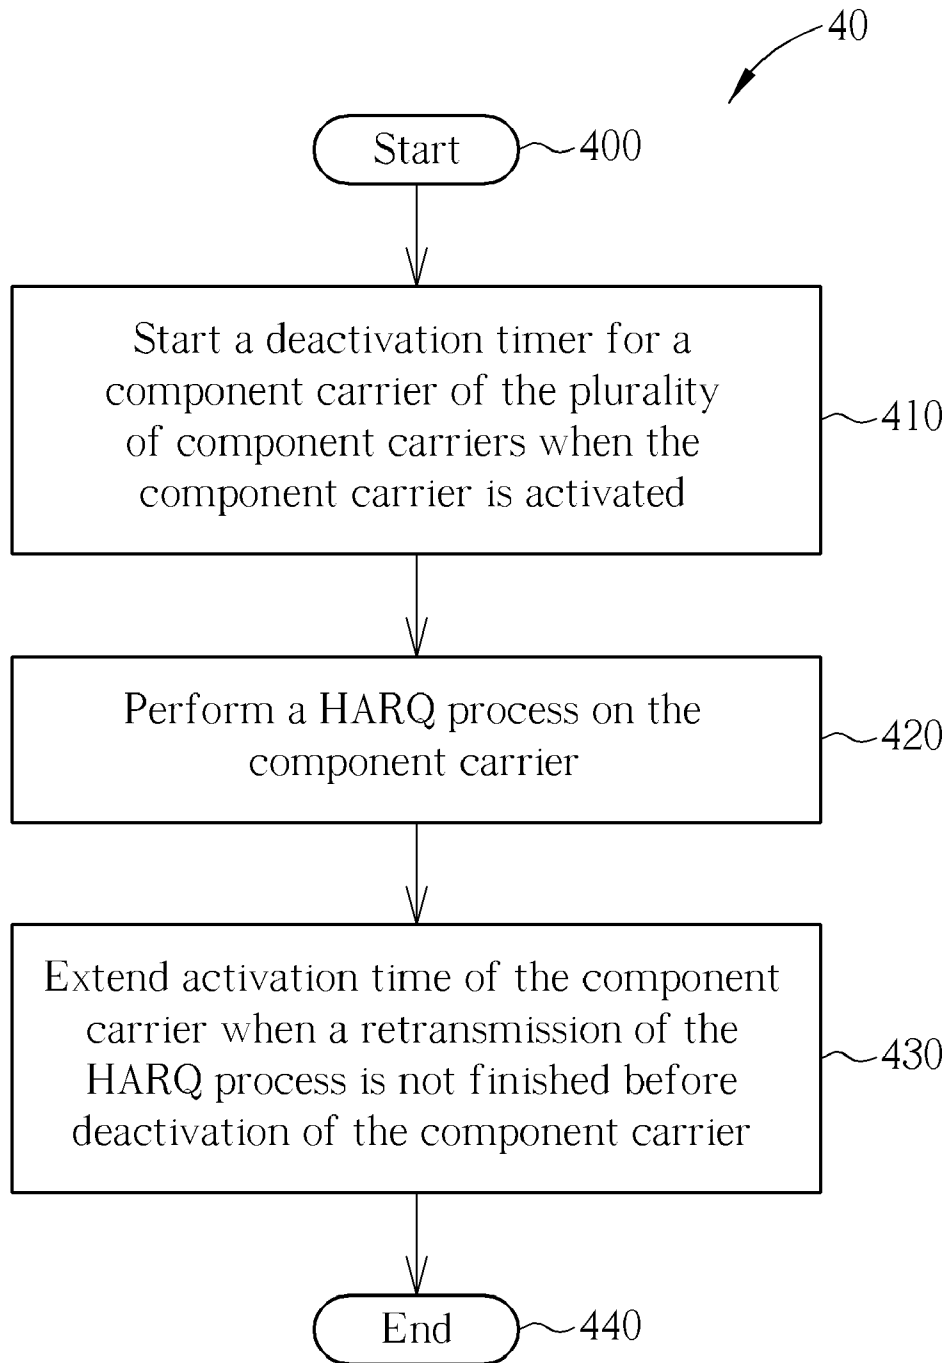 40
Start
400
Start a deactivation timer for a
component carrier of the plurality
of component carriers when the
component carrier is activated
410
Perform a HARQ process on the
component carrier
420
Extend activation time of the component
carrier when a retransmission of the
HARQ process is not finished before
deactivation of the component carrier
430
End
440